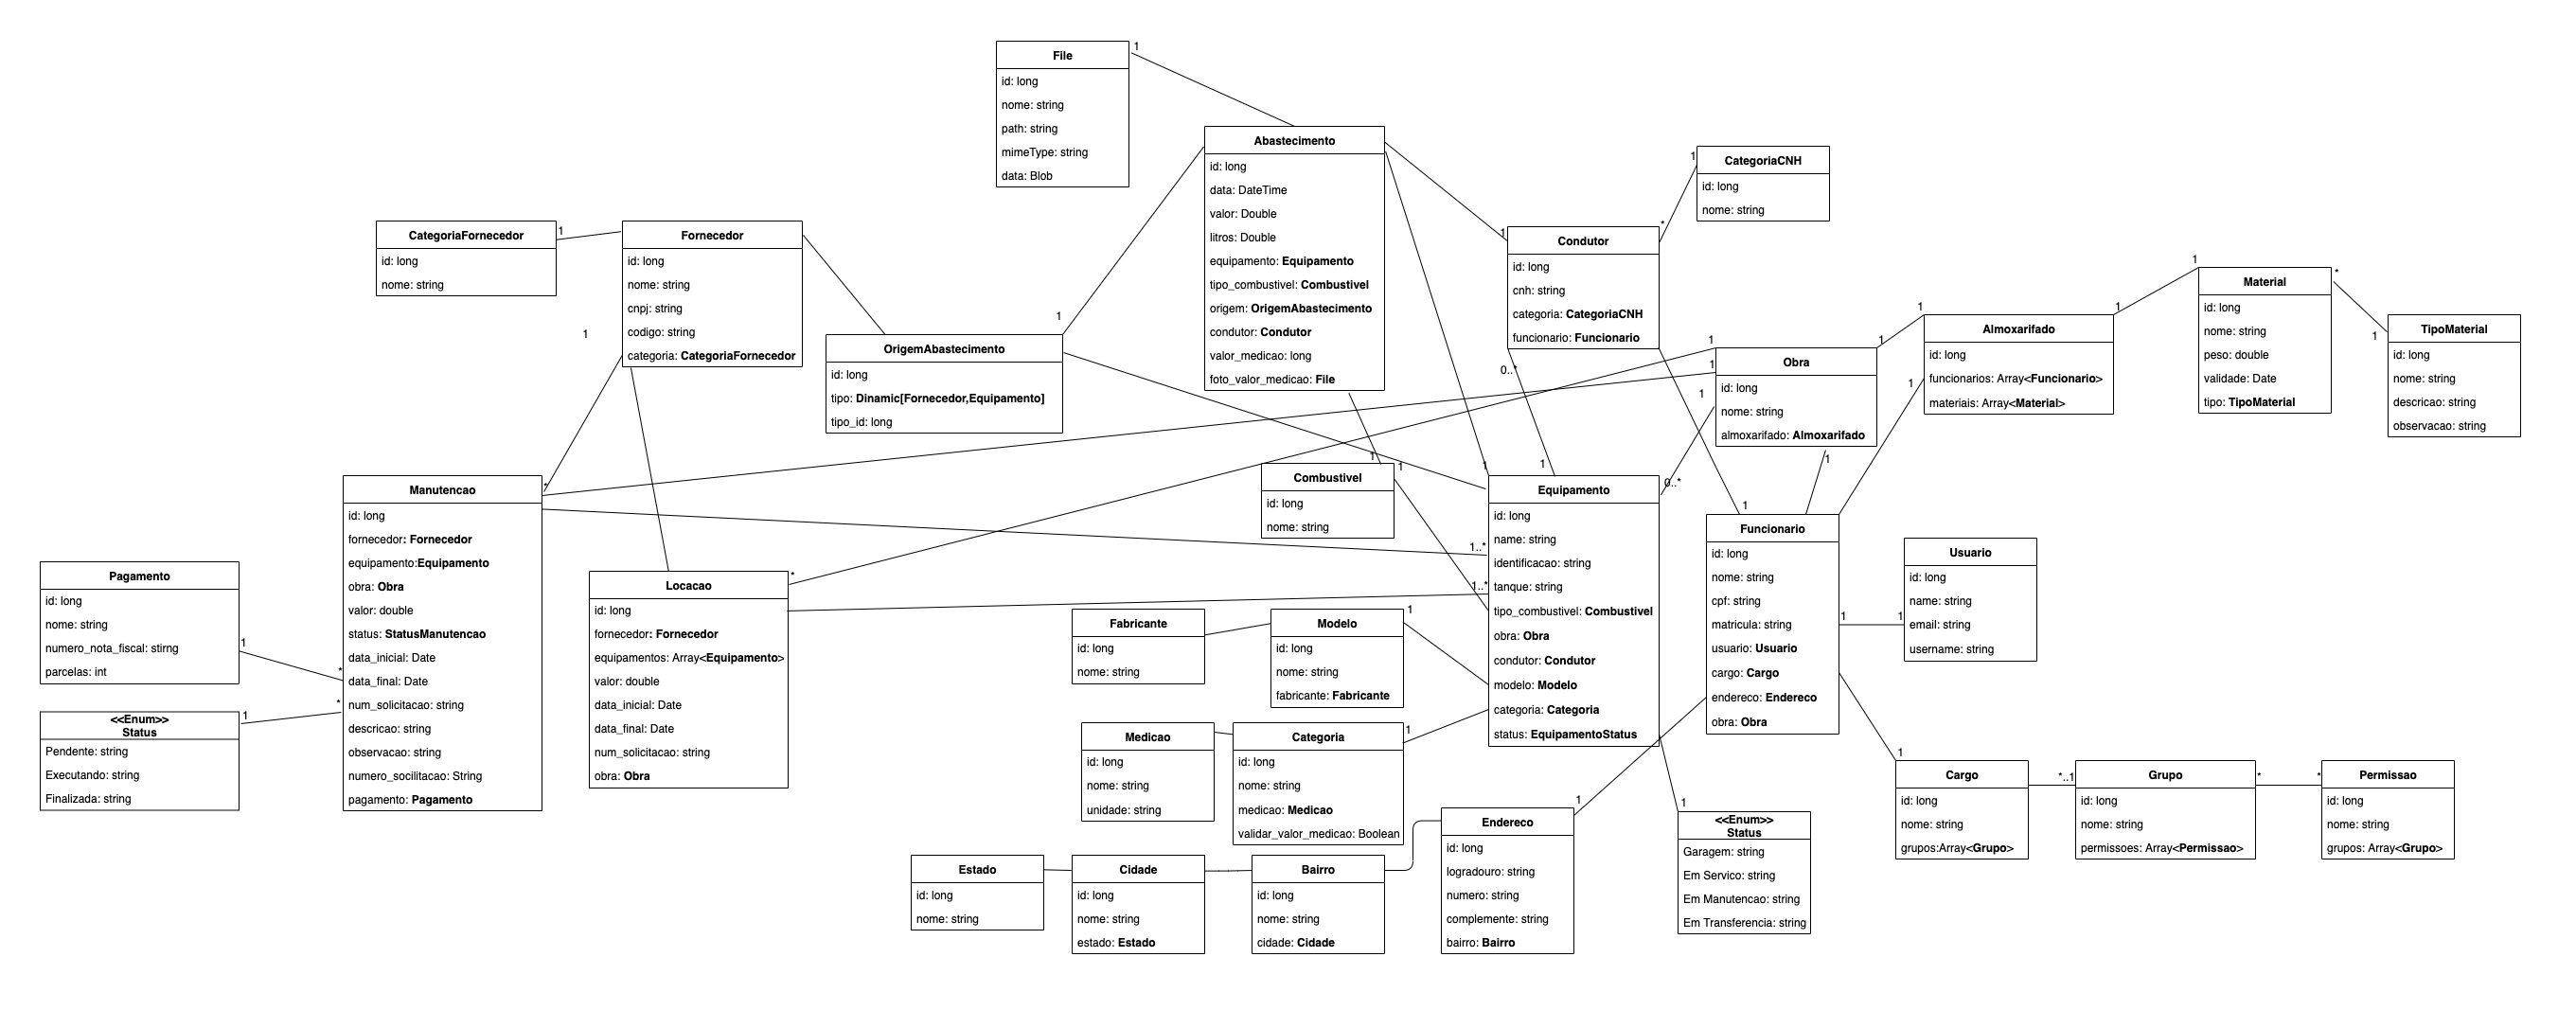 File
id: long
nome: string
path: string
mimeType: string
data: Blob
1
Abastecimento
id: long
data: DateTime
valor: Double
litros: Double
equipamento: Equipamento
tipo_combustivel: Combustivel
origem: OrigemAbastecimento
condutor: Condutor
valor_medicao: long
foto_valor_medicao: File
CategoriaCNH
id: long
nome: string
1
*
CategoriaFornecedor
id: long
nome: string
1
Fornecedor
id: long
nome: string
cnpj: string
codigo: string
categoria: CategoriaFornecedor
1
OrigemAbastecimento
id: long
tipo: Dinamic[Fornecedor,Equipamento]
tipo_id: long
1
Condutor
id: long
cnh: string
categoria: CategoriaCNH
funcionario: Funcionario
1
0..*
Obra
id: long
nome: string
almoxarifado: Almoxarifado
1
1
1
1
1
Almoxarifado
id: long
funcionarios: Array<Funcionario>
materiais: Array<Material>
1
1
1
Material
id: long
nome: string
peso: double
validade: Date
tipo: TipoMaterial
1
*
TipoMaterial
id: long
nome: string
descricao: string
observacao: string
1
Manutencao
id: long
fornecedor: Fornecedor
equipamento:Equipamento
obra: Obra
valor: double
status: StatusManutencao
data_inicial: Date
data_final: Date
num_solicitacao: string
descricao: string
observacao: string
numero_socilitacao: String
pagamento: Pagamento
*
*
*
Pagamento
id: long
nome: string
numero_nota_fiscal: stirng
parcelas: int
1
<<Enum>>
Status
Pendente: string
Executando: string
Finalizada: string
1
Locacao
id: long
fornecedor: Fornecedor
equipamentos: Array<Equipamento>
valor: double
data_inicial: Date
data_final: Date
num_solicitacao: string
obra: Obra
*
Combustivel
id: long
nome: string
1
1
Equipamento
id: long
name: string
identificacao: string
tanque: string
tipo_combustivel: Combustivel
obra: Obra
condutor: Condutor
modelo: Modelo
categoria: Categoria
status: EquipamentoStatus
1
1
0..*
1..*
1..*
Funcionario
id: long
nome: string
cpf: string
matricula: string
usuario: Usuario
cargo: Cargo
endereco: Endereco
obra: Obra
1
1
Usuario
id: long
name: string
email: string
username: string
1
Fabricante
id: long
nome: string
Modelo
id: long
nome: string
fabricante: Fabricante
1
Medicao
id: long
nome: string
unidade: string
Categoria
id: long
nome: string
medicao: Medicao
validar_valor_medicao: Boolean
1
Estado
id: long
nome: string
Cidade
id: long
nome: string
estado: Estado
Bairro
id: long
nome: string
cidade: Cidade
Endereco
id: long
logradouro: string
numero: string
complemente: string
bairro: Bairro
1
<<Enum>>
Status
Garagem: string
Em Servico: string
Em Manutencao: string
Em Transferencia: string
1
Cargo
id: long
nome: string
grupos:Array<Grupo>
1
Grupo
id: long
nome: string
permissoes: Array<Permissao>
*..1
*
Permissao
id: long
nome: string
grupos: Array<Grupo>
*